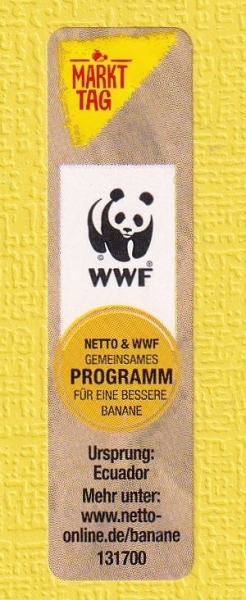 MARKT
TAG
© WWF ®
NETTO & WWF
GEMEINSAMES
PROGRAMM
FÜR EINE BESSERE
BANANE
Ursprung:
Ecuador
Mehr unter:
www.netto-
online.de/banane
131700